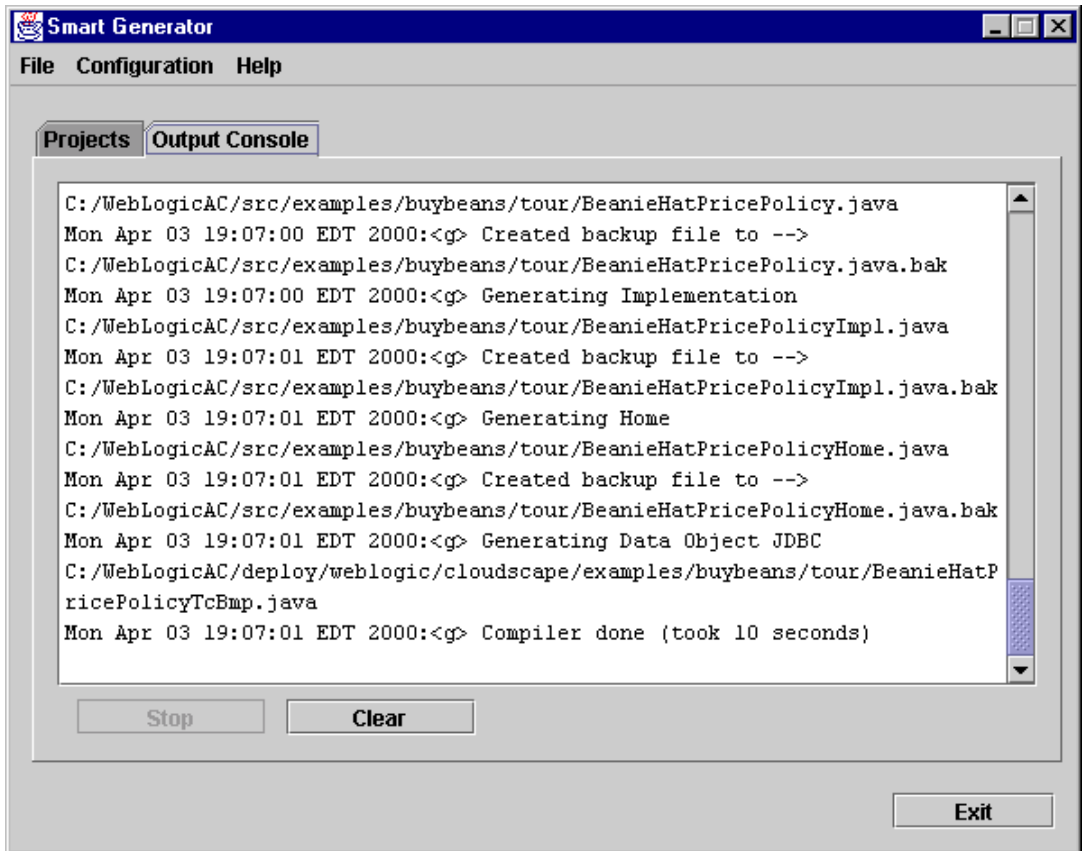 Smart Generator
File Configuration Help
Projects Output Console
C:/WebLogicAC/src/examples/buybeans/tour/BeanieHatPricePolicy.java
Mon Apr 03 19:07:00 EDT 2000:<g> Created backup file to -->
C:/WebLogicAC/src/examples/buybeans/tour/BeanieHatPricePolicy.java.bak
Mon Apr 03 19:07:00 EDT 2000:<g> Generating Implementation
C:/WebLogicAC/src/examples/buybeans/tour/BeanieHatPricePolicyImpl.java
Mon Apr 03 19:07:01 EDT 2000:<g> Created backup file to -->
C:/WebLogicAC/src/examples/buybeans/tour/BeanieHatPricePolicyImpl.java.bak
Mon Apr 03 19:07:01 EDT 2000:<g> Generating Home
C:/WebLogicAC/src/examples/buybeans/tour/BeanieHatPricePolicyHome.java
Mon Apr 03 19:07:01 EDT 2000:<g> Created backup file to -->
C:/WebLogicAC/src/examples/buybeans/tour/BeanieHatPricePolicyHome.java.bak
Mon Apr 03 19:07:01 EDT 2000:<g> Generating Data Object JDBC
C:/WebLogicAC/deploy/weblogic/cloudscape/examples/buybeans/tour/BeanieHatP
ricePolicyTcBmp.java
Mon Apr 03 19:07:01 EDT 2000:<g> Compiler done (took 10 seconds)
Stop Clear
Exit